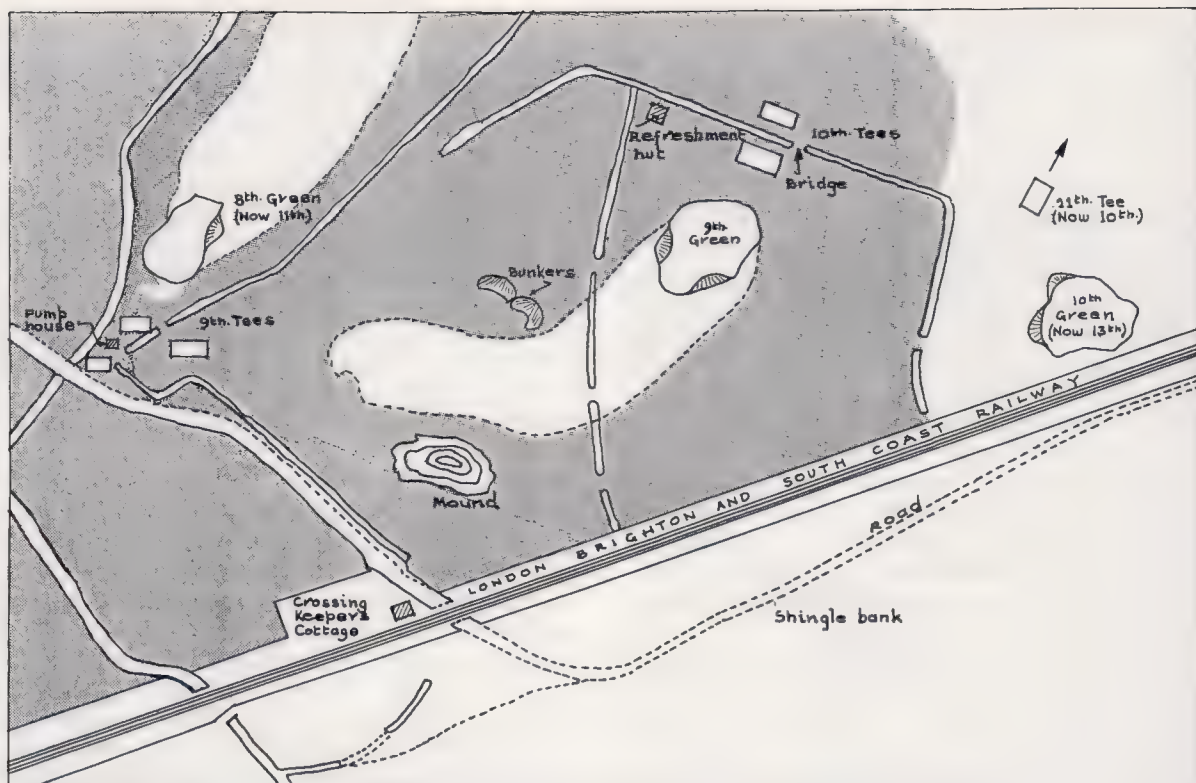 Refreshment
hut
10th. Tees
Bridge
8th. Green
(Now 11th)
11th. Tee
(Now 10th.)
9th
Green
Bunkers
Pump
house
9th. Tees
10th
Green
(Now 13th)
Mound
LONDON BRIGHTON AND SOUTH COAST RAILWAY
Road
Crossing
Keeper's
Cottage
Shingle bank